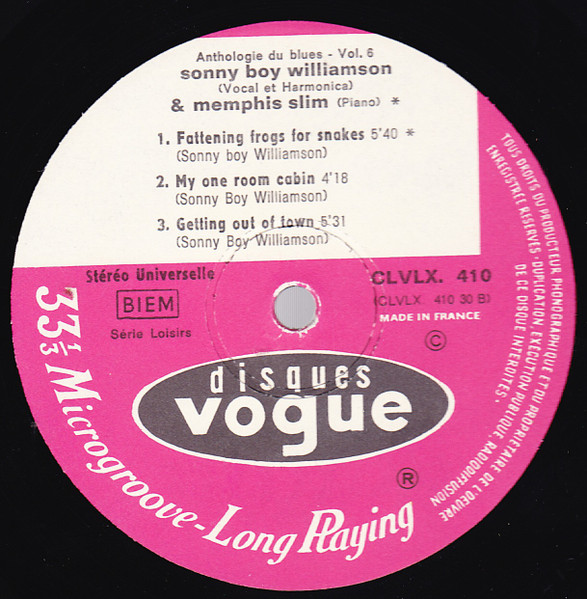 Anthologie du blues - Vol. 6
sonny boy williamson
(Vocal et Harmonica)
& memphis slim (Piano) *
1. Fattening frogs for snakes 5'40 *
(Sonny boy Williamson)
2. My one room cabin 4'18
(Sonny Boy Williamson)
3. Getting out of town 5'31
(Sonny Boy Williamson)
Stéréo Universelle
BIEM
Série Loisirs
CLVLX. 410
(CLVLX. 410 30 B)
MADE IN FRANCE
©
disques
vogue
®
33 1/3 Microgroove - Long Playing
TOUS DROITS DU PRODUCTEUR PHONOGRAPHIQUE ET DU PROPRIETAIRE DE L'OEUVRE
ENREGISTREE RESERVES · DUPLICATION, EXECUTION PUBLIQUE RADIODIFFUSION
DE CE DISQUE INTERDITES ·